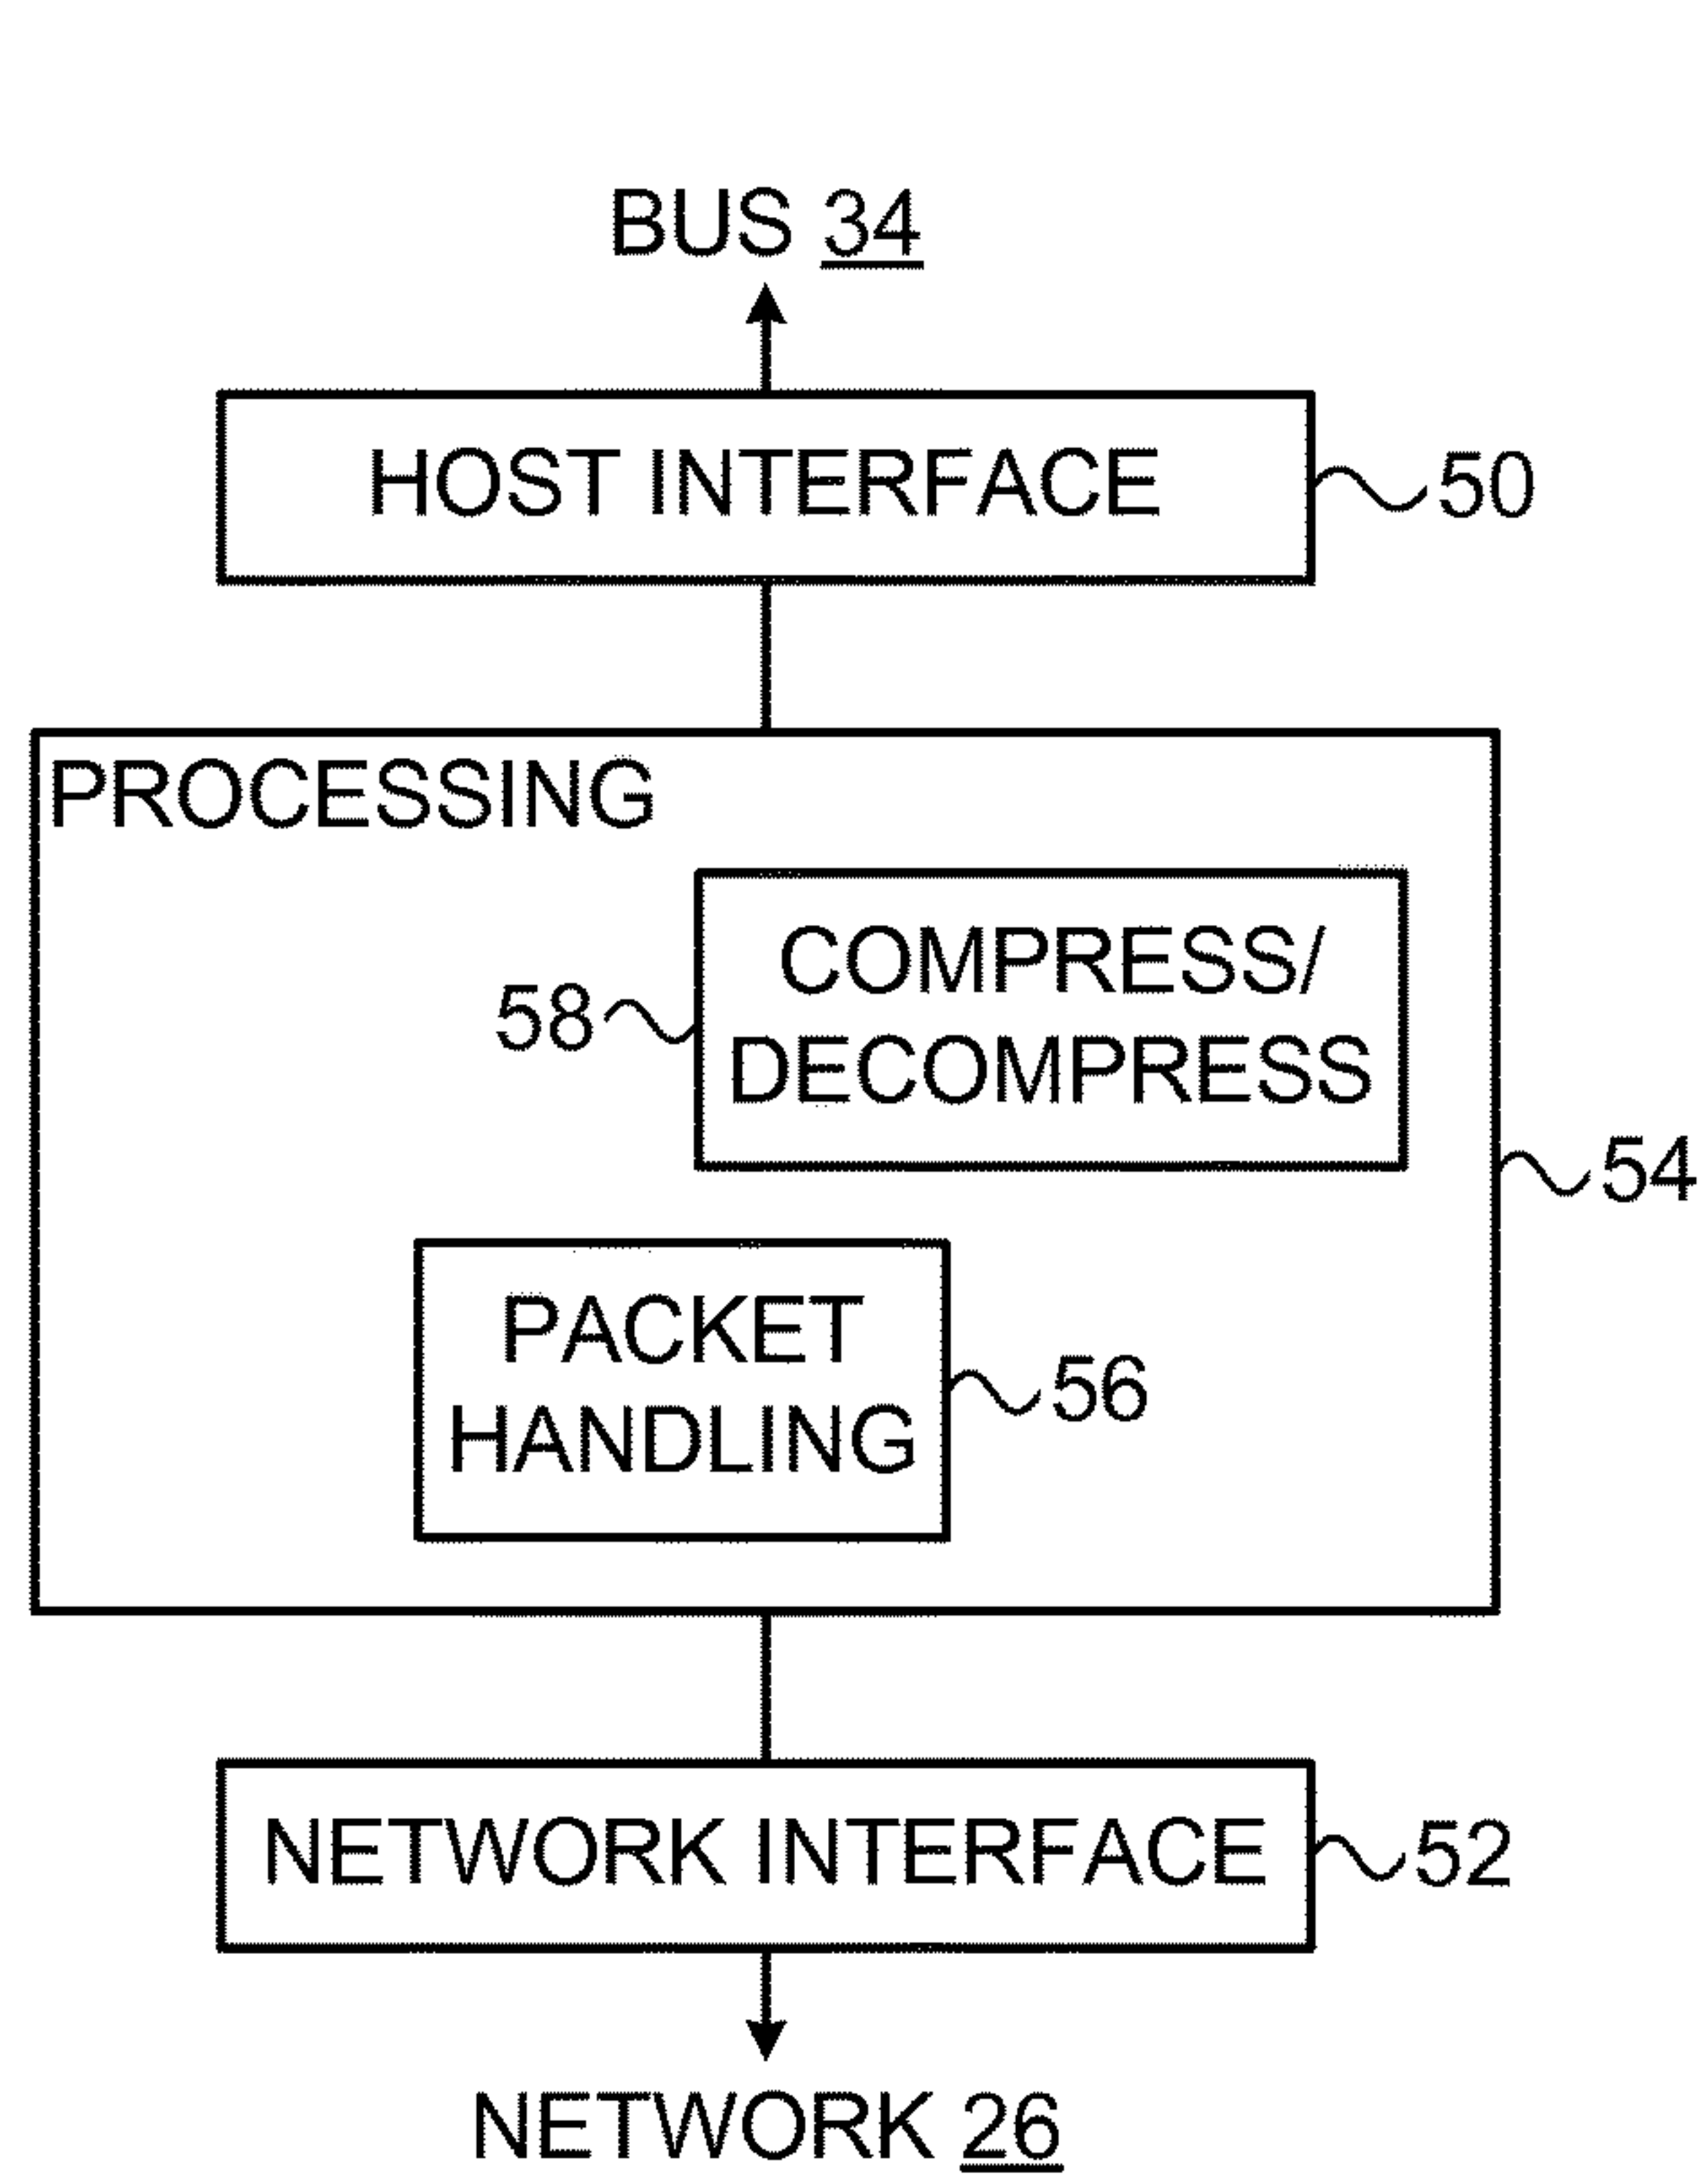 BUS 34
HOST INTERFACE
50
PROCESSING
COMPRESS/
DECOMPRESS
58
54
PACKET
HANDLING
56
NETWORK INTERFACE
52
NETWORK 26